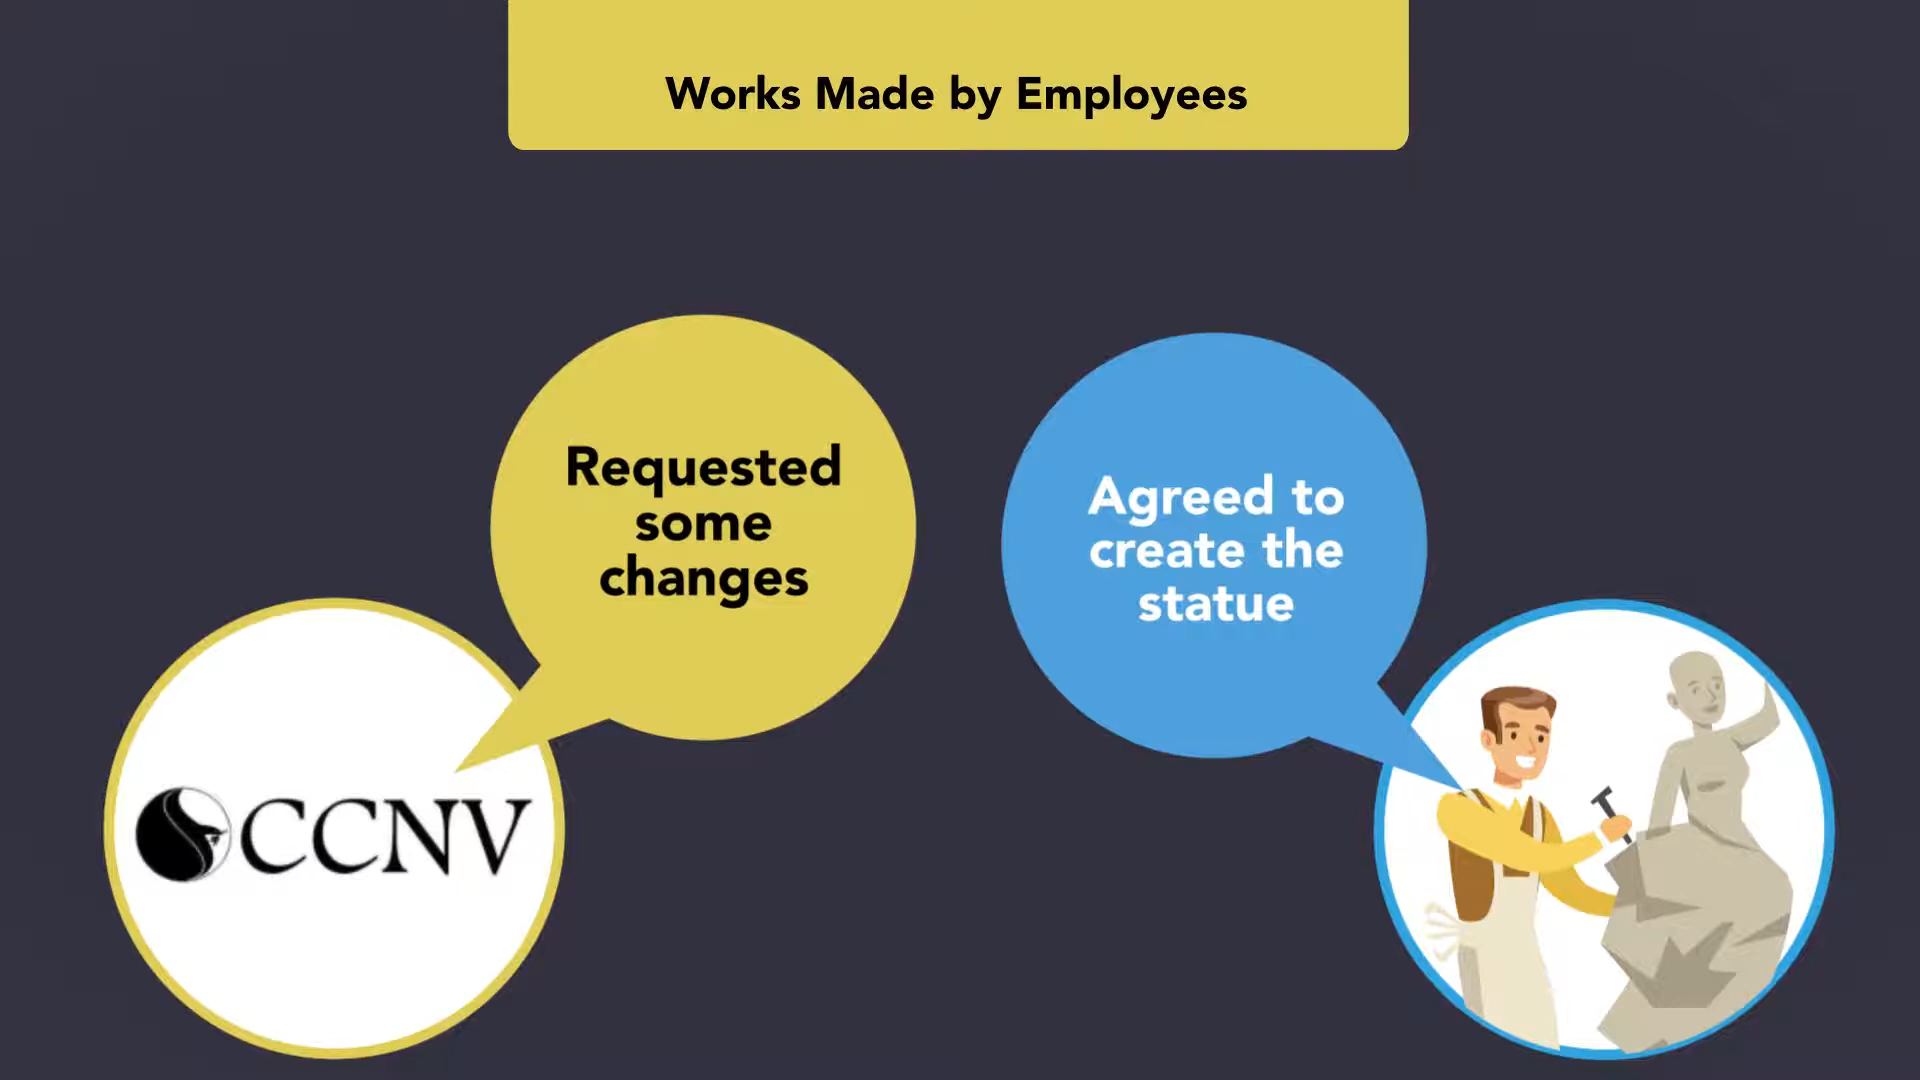 Works Made by Employees
Requested
some
changes
Agreed to
create the
statue
CCNV